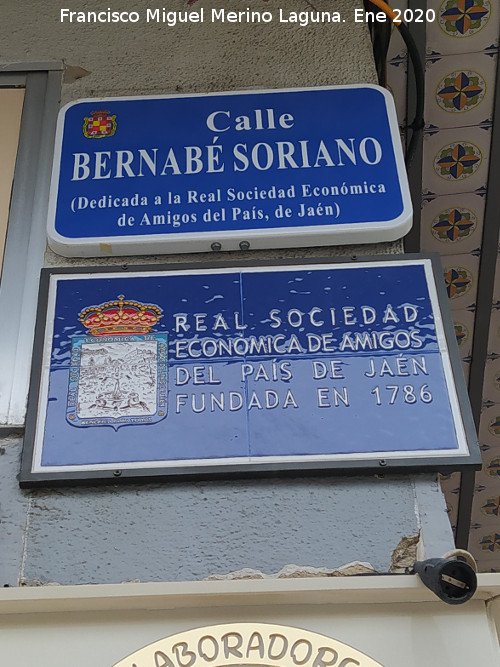 Francisco Miguel Merino Laguna. Ene 2020
Calle
BERNABÉ SORIANO
(Dedicada a la Real Sociedad Económica
de Amigos del País, de Jaén)
REAL SOCIEDAD
ECONÓMICA DE AMIGOS
DEL PAÍS DE JAÉN
FUNDADA EN 1786